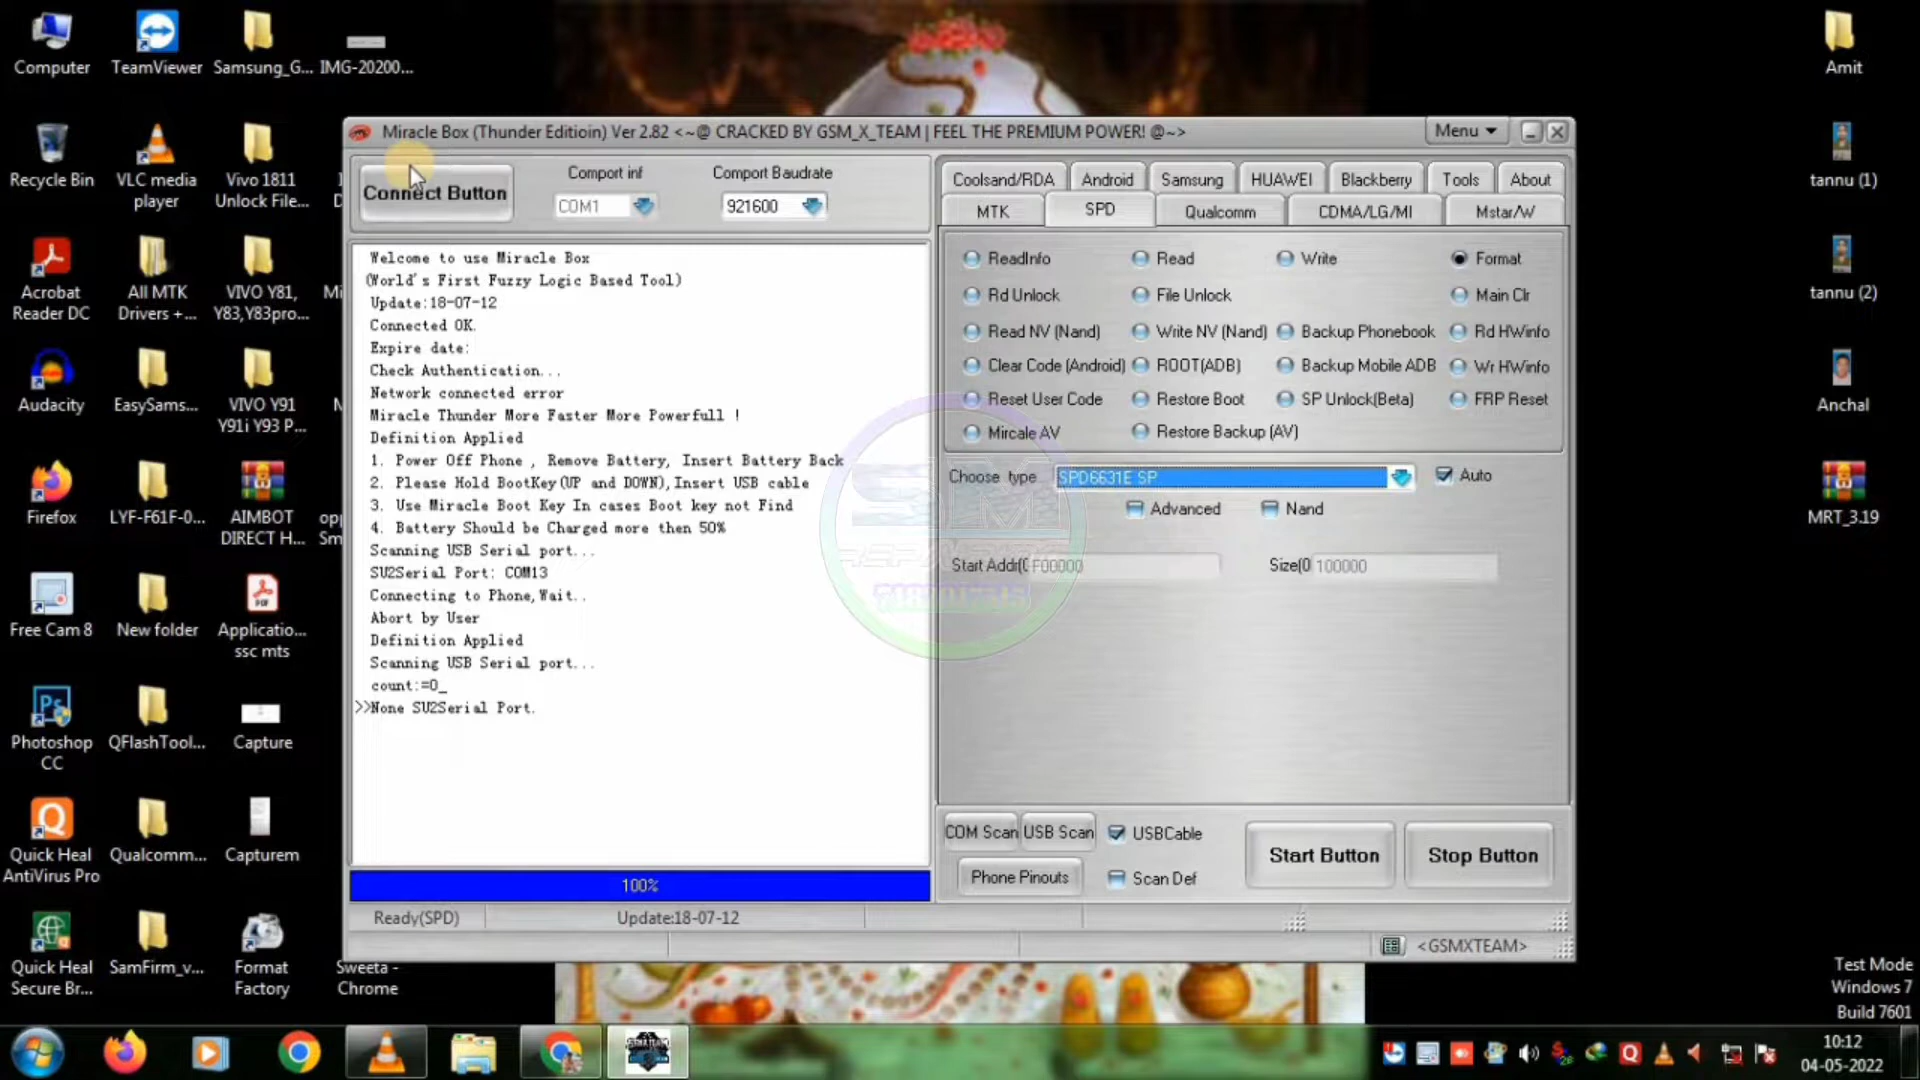 Computer
TeamViewer
Samsung_G...
IMG-20200...
Amit
Recycle Bin
VLC media
player
Vivo 1811
Unlock File...
tannu (1)
Acrobat
Reader DC
All MTK
Drivers +...
VIVO Y81,
Y83,Y83pro...
tannu (2)
Audacity
EasySams...
VIVO Y91
Y91i Y93 P...
Anchal
Firefox
LYF-F61F-0...
AIMBOT
DIRECT H...
MRT_3.19
Free Cam 8
New folder
Applicatio...
ssc mts
Photoshop
CC
QFlashTool...
Capture
Quick Heal
AntiVirus Pro
Qualcomm...
Capturem
Quick Heal
Secure Br...
SamFirm_v...
Format
Factory
Sweeta -
Chrome
Miracle Box (Thunder Editioin) Ver 2.82 <~@ CRACKED BY GSM_X_TEAM | FEEL THE PREMIUM POWER! @~>
Menu
Connect Button
Comport inf
COM1
Comport Baudrate
921600
Welcome to use Miracle Box
(World's First Fuzzy Logic Based Tool)
Update:18-07-12
Connected OK.
Expire date:
Check Authentication...
Network connected error
Miracle Thunder More Faster More Powerfull !
Definition Applied
1. Power Off Phone , Remove Battery, Insert Battery Back
2. Please Hold BootKey(UP and DOWN),Insert USB cable
3. Use Miracle Boot Key In cases Boot key not Find
4. Battery Should be Charged more then 50%
Scanning USB Serial port...
SU2Serial Port: COM13
Connecting to Phone,Wait..
Abort by User
Definition Applied
Scanning USB Serial port...
count:=0_
>>None SU2Serial Port.
100%
Ready(SPD)
Update:18-07-12
Coolsand/RDA
Android
Samsung
HUAWEI
Blackberry
Tools
About
MTK
SPD
Qualcomm
CDMA/LG/MI
Mstar/W
ReadInfo
Read
Write
Format
Rd Unlock
File Unlock
Main Clr
Read NV (Nand)
Write NV (Nand)
Backup Phonebook
Rd HWinfo
Clear Code (Android)
ROOT(ADB)
Backup Mobile ADB
Wr HWinfo
Reset User Code
Restore Boot
SP Unlock(Beta)
FRP Reset
Mircale AV
Restore Backup (AV)
Choose type
SPD6631E SP
Auto
Advanced
Nand
Start Addr(0
F00000
Size(0
100000
COM Scan
USB Scan
USBCable
Phone Pinouts
Scan Def
Start Button
Stop Button
<GSMXTEAM>
Test Mode
Windows 7
Build 7601
10:12
04-05-2022